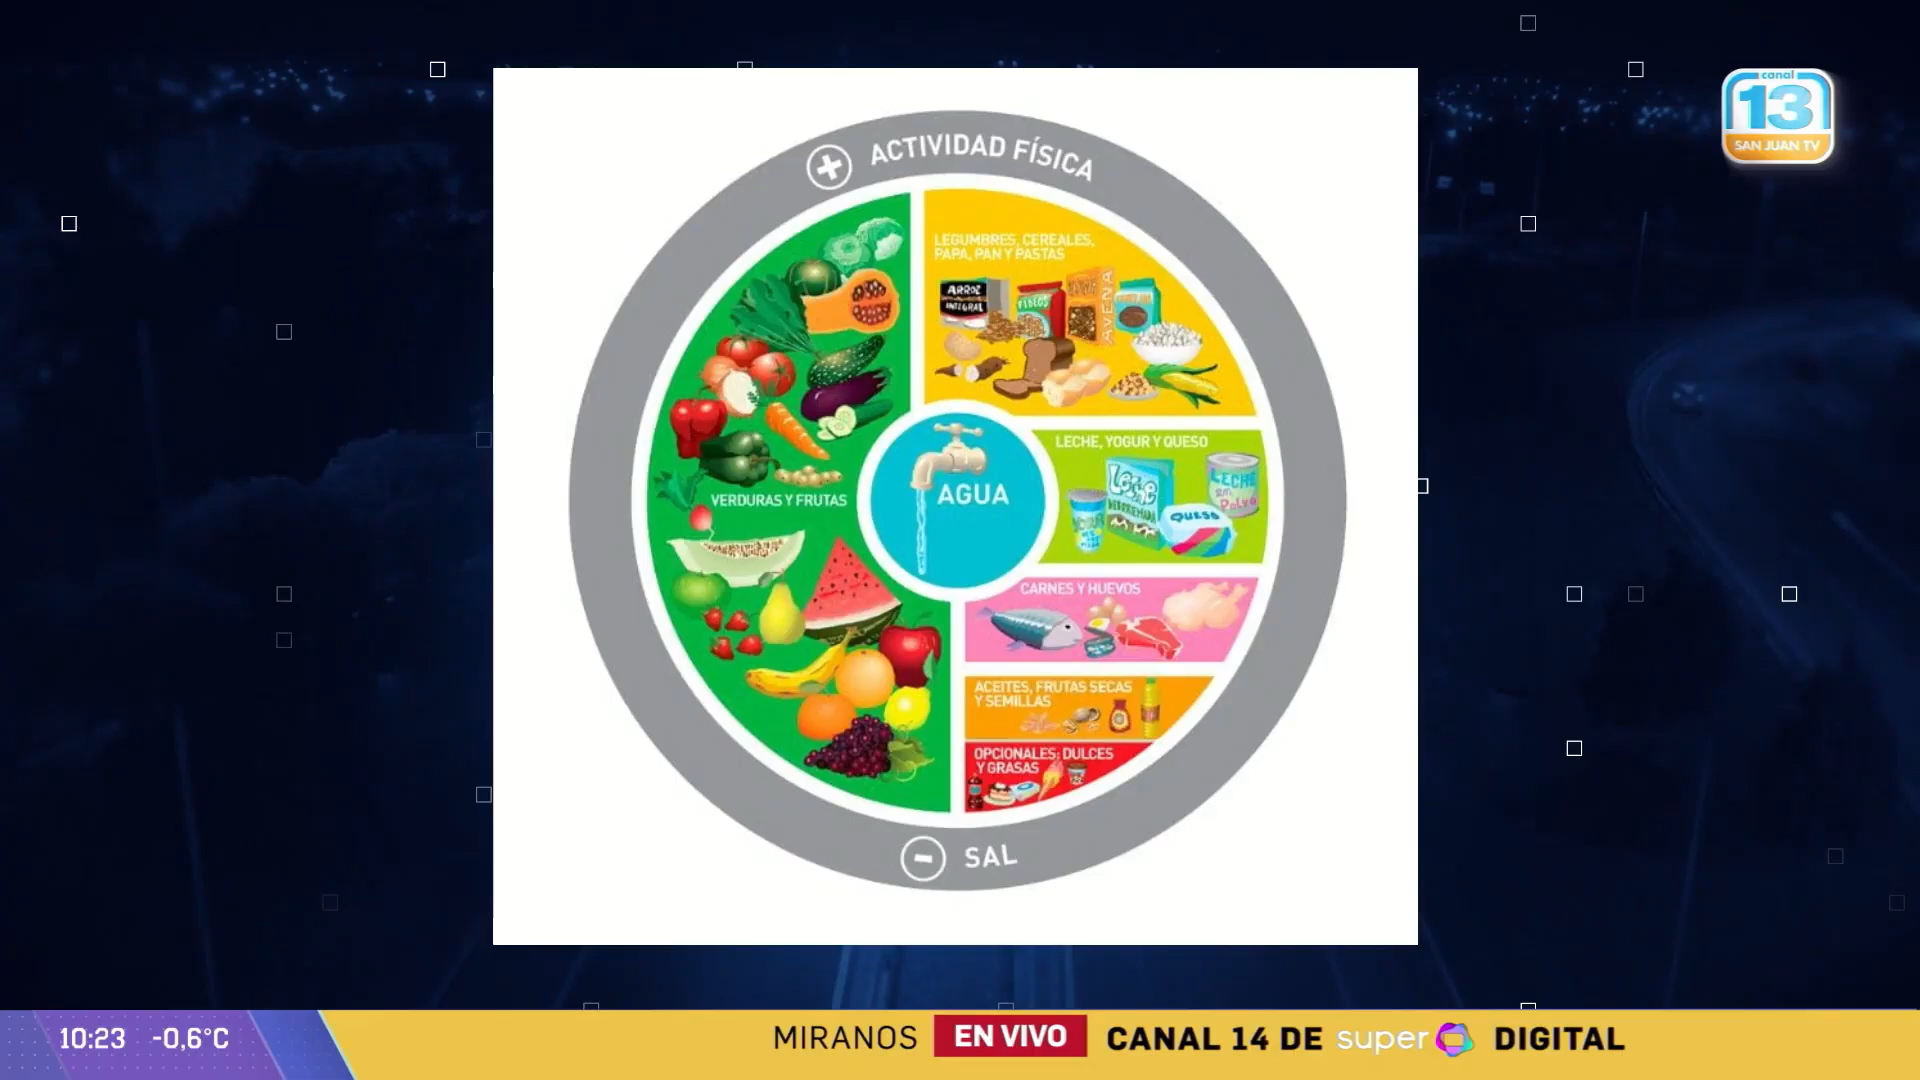 canal
13
SAN JUAN TV
ACTIVIDAD FÍSICA
LEGUMBRES, CEREALES,
PAPA, PAN Y PASTAS
ARROZ
INTEGRAL
FIDEOS
AVENA
LECHE, YOGUR Y QUESO
LECHE
LECHE
en
Polvo
QUESO
VERDURAS Y FRUTAS
AGUA
CARNES Y HUEVOS
ACEITES, FRUTAS SECAS
Y SEMILLAS
OPCIONALES: DULCES
Y GRASAS
SAL
10:23 -0,6°C
MIRANOS EN VIVO CANAL 14 DE super DIGITAL